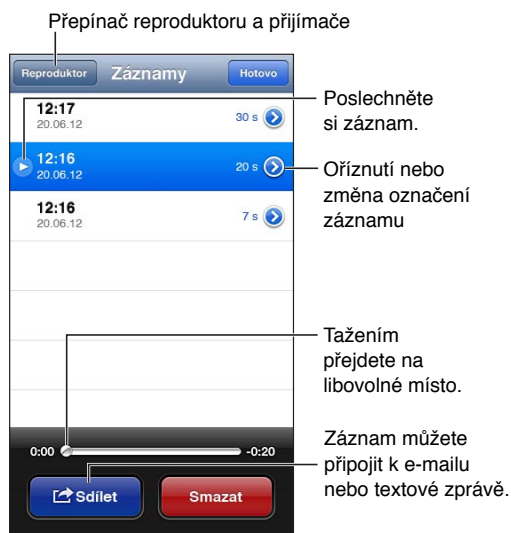 Přepínač reproduktoru a přijímače
Reproduktor
Záznamy
Hotovo
12:17
20.06.12
30 s
Poslechněte
si záznam.
12:16
20.06.12
20 s
Oříznutí nebo
změna označení
záznamu
12:16
20.06.12
7 s
Tažením
přejdete na
libovolné místo.
0:00
-0:20
Sdílet
Smazat
Záznam můžete
připojit k e-mailu
nebo textové zprávě.